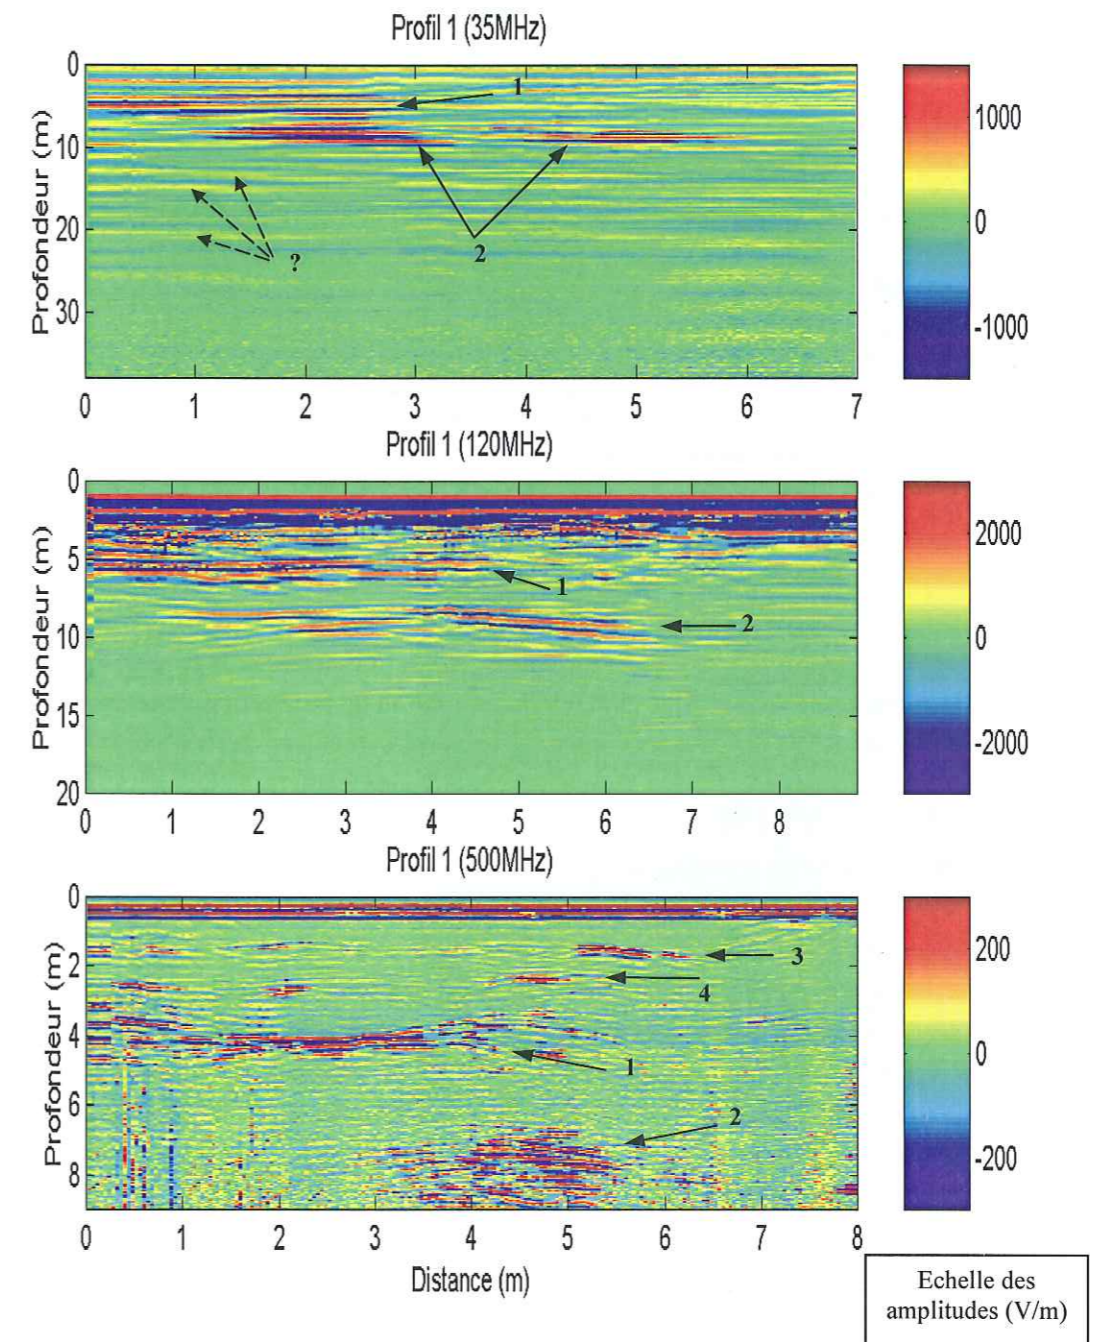 Profil 1 (35MHz)
Profondeur (m)
0
10
20
30
1
2
?
0 1 2 3 4 5 6 7
1000
0
-1000
Profil 1 (120MHz)
Profondeur (m)
0
5
10
15
20
1
2
0 1 2 3 4 5 6 7 8
2000
0
-2000
Profil 1 (500MHz)
Profondeur (m)
0
2
4
6
8
3
4
1
2
0 1 2 3 4 5 6 7 8
Distance (m)
200
0
-200
Echelle des
amplitudes (V/m)